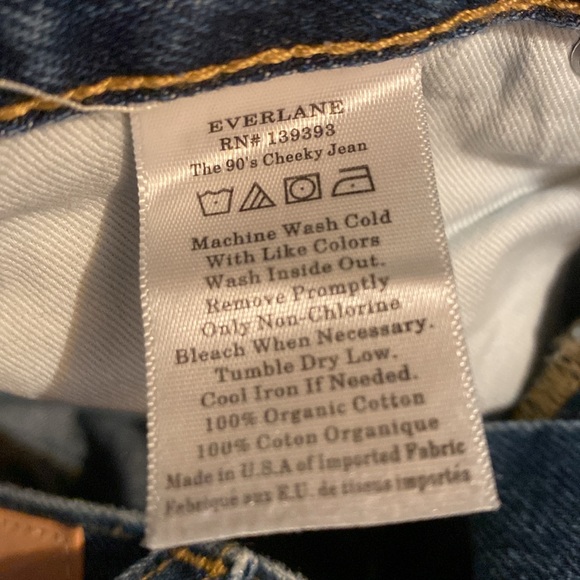 EVERLANE
RN# 139393
The 90's Cheeky Jean
Machine Wash Cold
With Like Colors
Wash Inside Out.
Remove Promptly
Only Non-Chlorine
Bleach When Necessary.
Tumble Dry Low.
Cool Iron If Needed.
100% Organic Cotton
100% Coton Organique
Made in U.S.A of Imported Fabric
Fabriqué aux E.U. de tissus importés